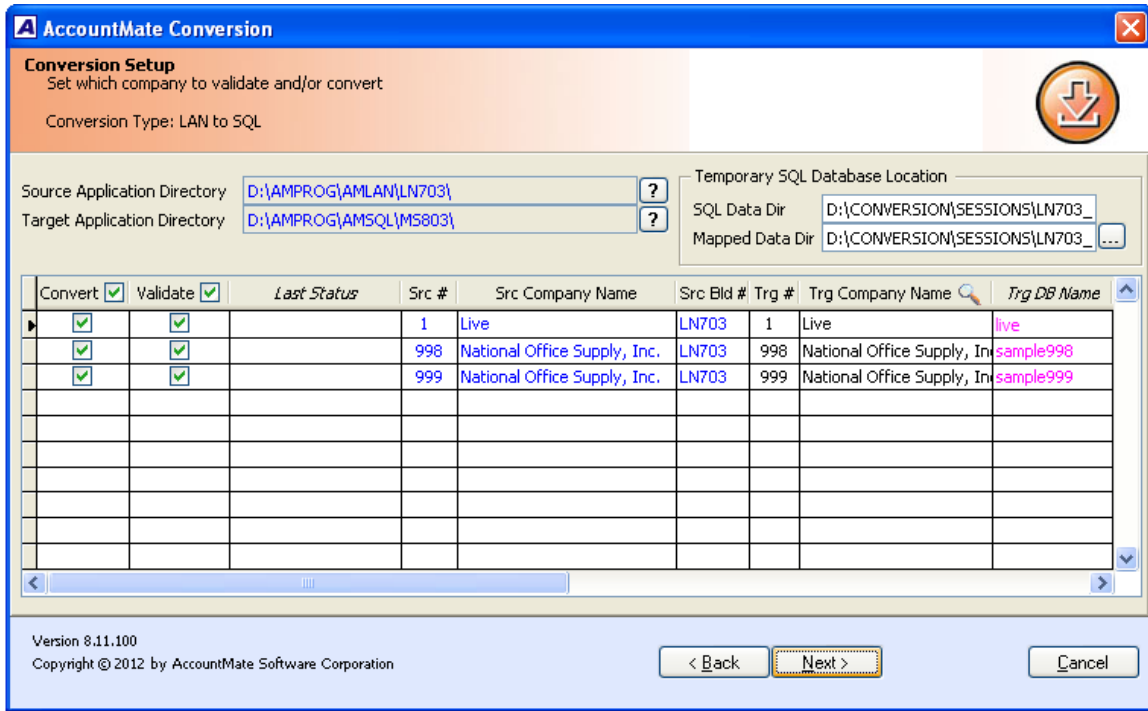 AccountMate Conversion
Conversion Setup
Set which company to validate and/or convert
Conversion Type: LAN to SQL
Source Application Directory D:\AMPROG\AMLAN\LN703\ ?
Target Application Directory D:\AMPROG\AMSQL\MS803\ ?
Temporary SQL Database Location
SQL Data Dir D:\CONVERSION\SESSIONS\LN703_
Mapped Data Dir D:\CONVERSION\SESSIONS\LN703_ ...
Convert Validate Last Status Src # Src Company Name Src Bld # Trg # Trg Company Name Trg DB Name
1 Live LN703 1 Live live
998 National Office Supply, Inc. LN703 998 National Office Supply, In sample998
999 National Office Supply, Inc. LN703 999 National Office Supply, In sample999
Version 8.11.100
Copyright © 2012 by AccountMate Software Corporation
< Back Next > Cancel